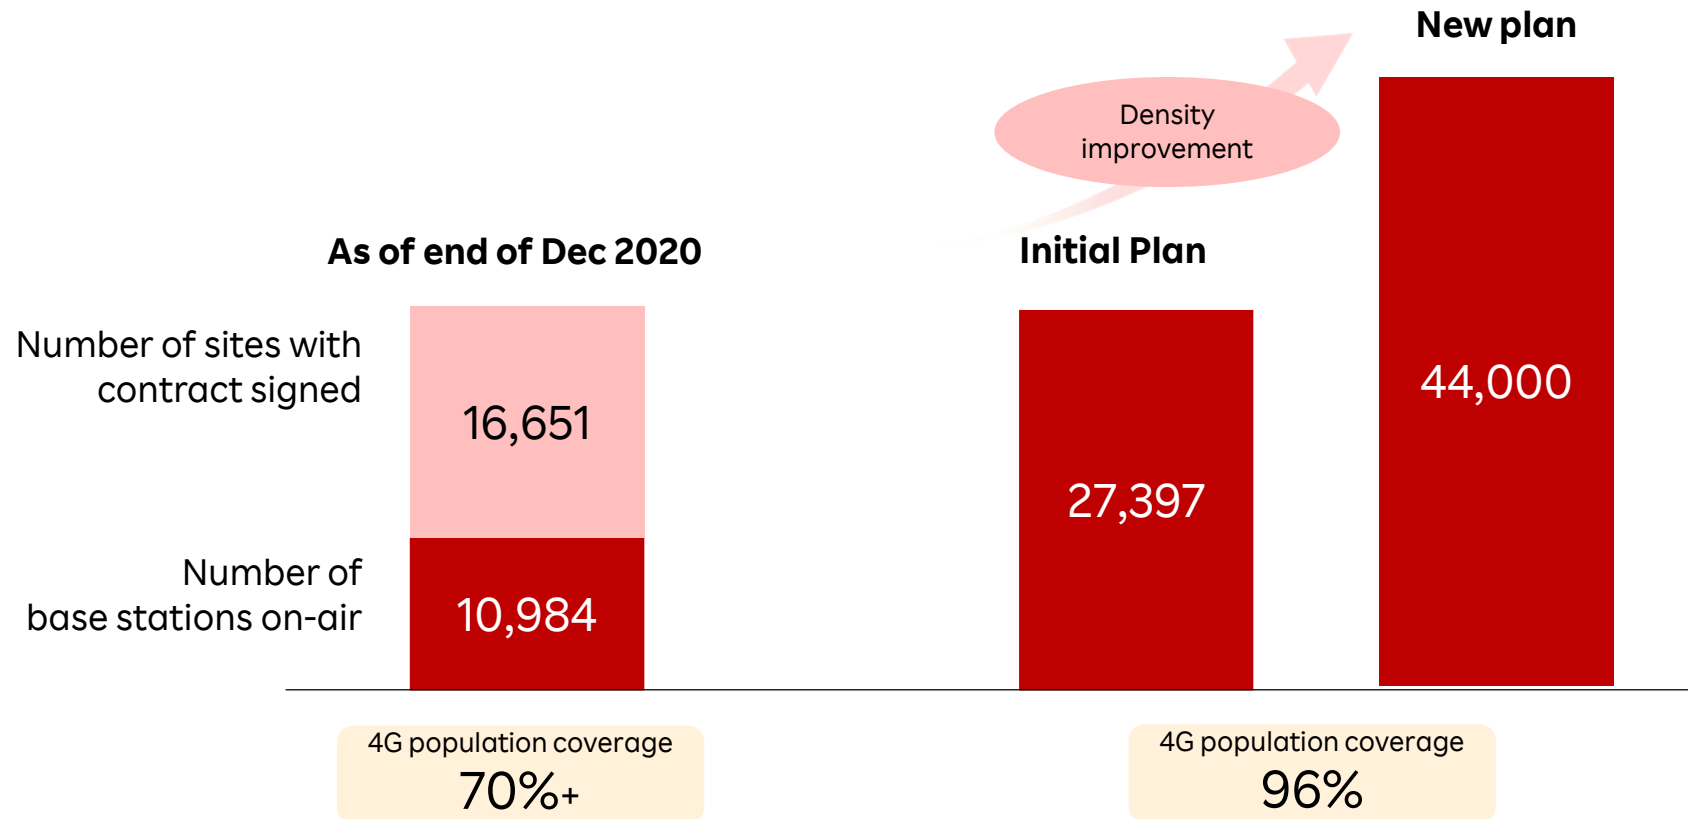 New plan
Density
improvement
As of end of Dec 2020
Initial Plan
Number of sites with
contract signed
16,651
44,000
27,397
Number of
base stations on-air
10,984
4G population coverage
70%+
4G population coverage
96%